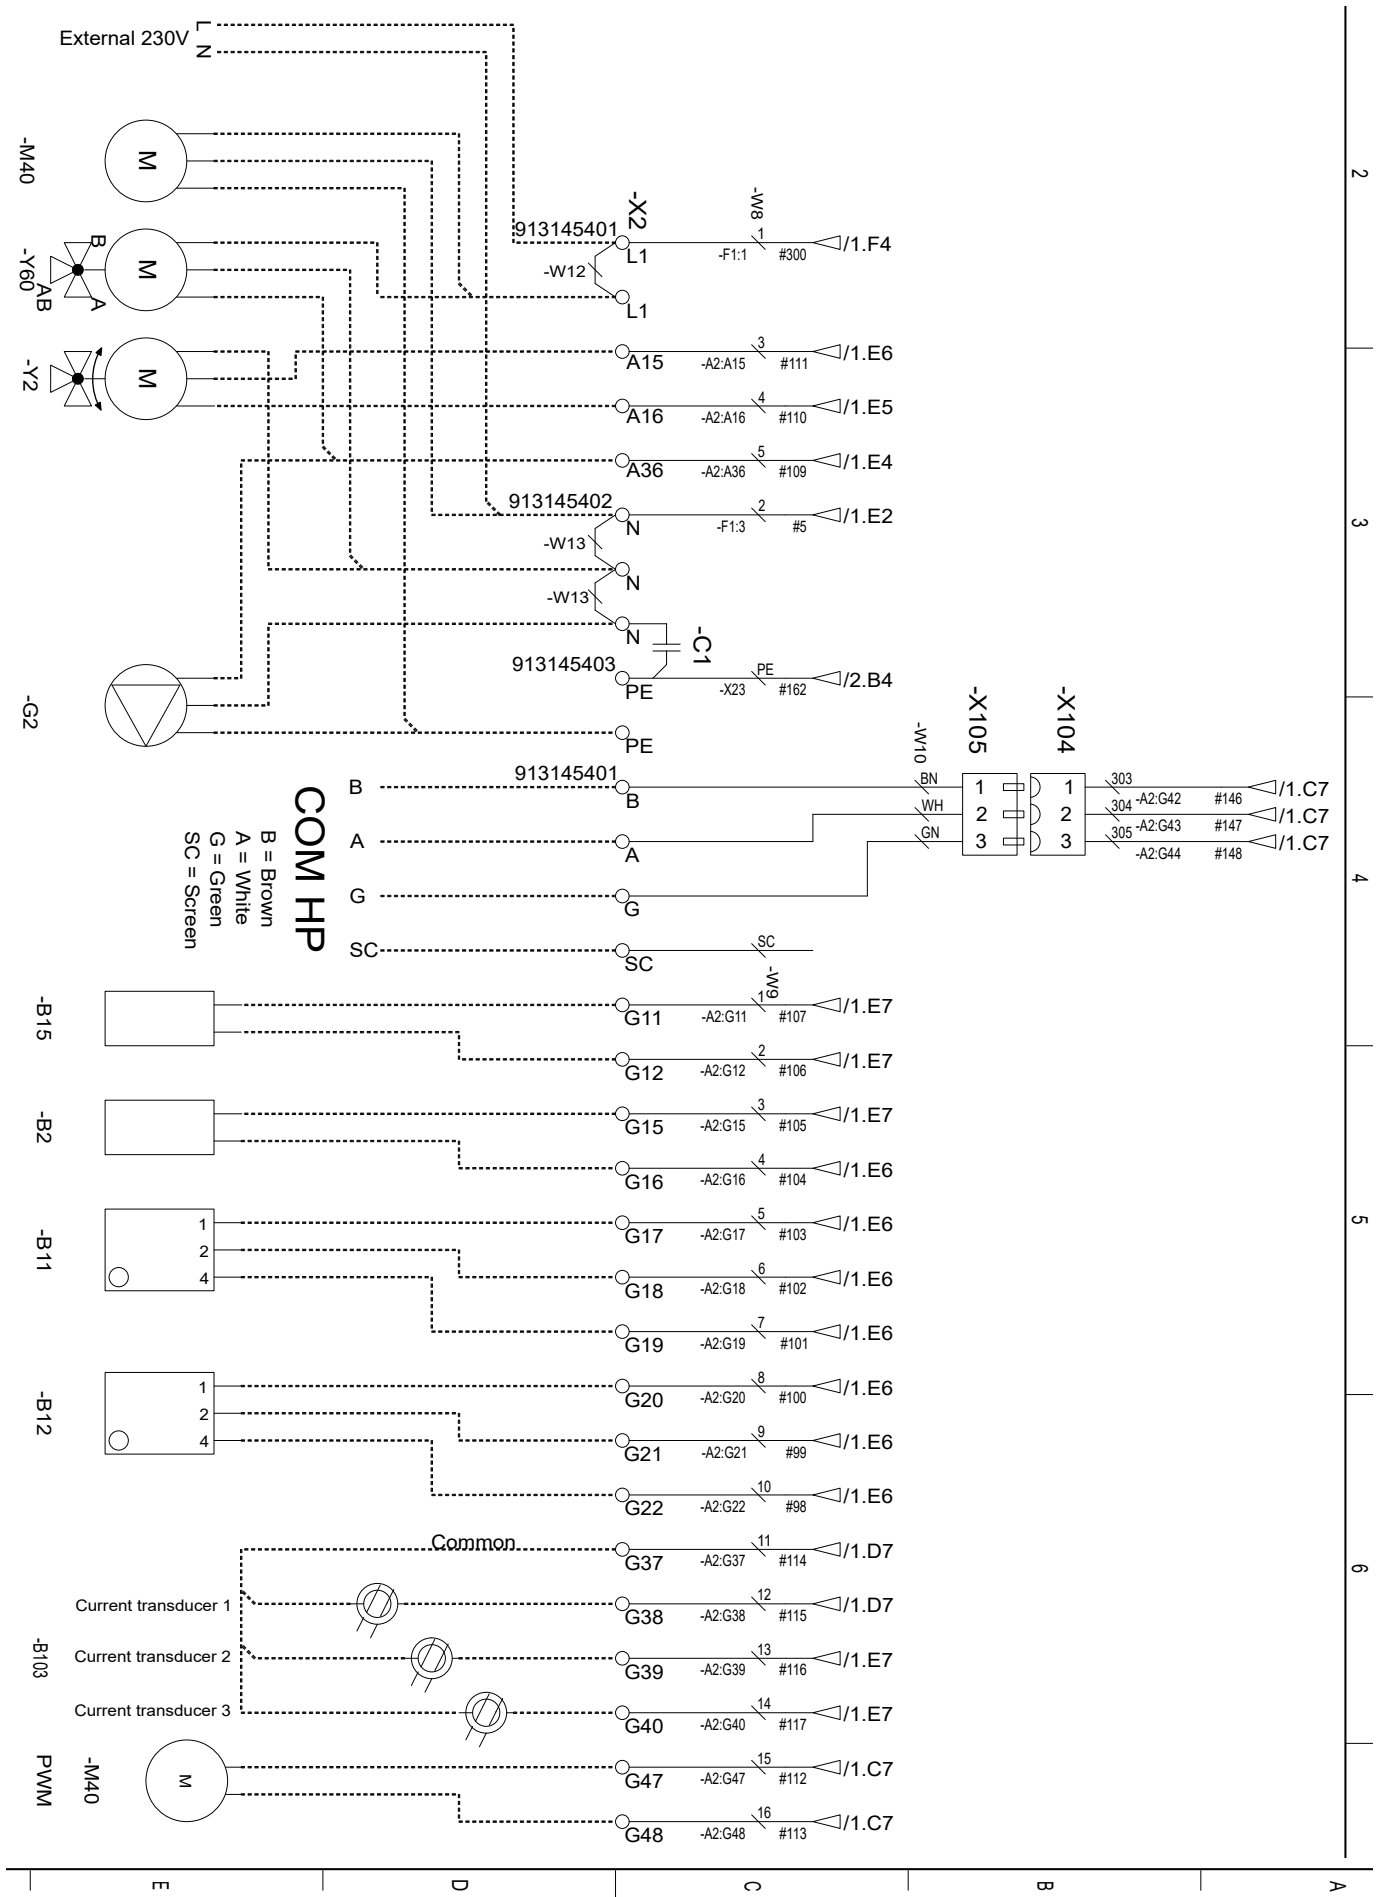 External 230V
L
N
-M40
M
-X2
-W8
913145401
L1
1
-F1:1
#300
/1.F4
-W12
L1
-Y60
B
AB
A
M
-Y2
M
A15
3
-A2:A15
#111
/1.E6
A16
4
-A2:A16
#110
/1.E5
A36
5
-A2:A36
#109
/1.E4
913145402
N
2
-F1:3
#5
/1.E2
-W13
N
-W13
N
-C1
913145403
PE
PE
-X23
#162
/2.B4
-G2
PE
-W10
-X105
-X104
B
913145401
B
BN
1
1
303
-A2:G42
#146
/1.C7
A
A
WH
2
2
304
-A2:G43
#147
/1.C7
G
G
GN
3
3
305
-A2:G44
#148
/1.C7
SC
SC
SC
COM HP
B = Brown
A = White
G = Green
SC = Screen
-W9
-B15
G11
1
-A2:G11
#107
/1.E7
G12
2
-A2:G12
#106
/1.E7
-B2
G15
3
-A2:G15
#105
/1.E7
G16
4
-A2:G16
#104
/1.E6
-B11
1
2
4
G17
5
-A2:G17
#103
/1.E6
G18
6
-A2:G18
#102
/1.E6
G19
7
-A2:G19
#101
/1.E6
-B12
1
2
4
G20
8
-A2:G20
#100
/1.E6
G21
9
-A2:G21
#99
/1.E6
G22
10
-A2:G22
#98
/1.E6
Common
G37
11
-A2:G37
#114
/1.D7
-B103
Current transducer 1
G38
12
-A2:G38
#115
/1.D7
Current transducer 2
G39
13
-A2:G39
#116
/1.E7
Current transducer 3
G40
14
-A2:G40
#117
/1.E7
PWM
-M40
M
G47
15
-A2:G47
#112
/1.C7
G48
16
-A2:G48
#113
/1.C7
2
3
4
5
6
E
D
C
B
A